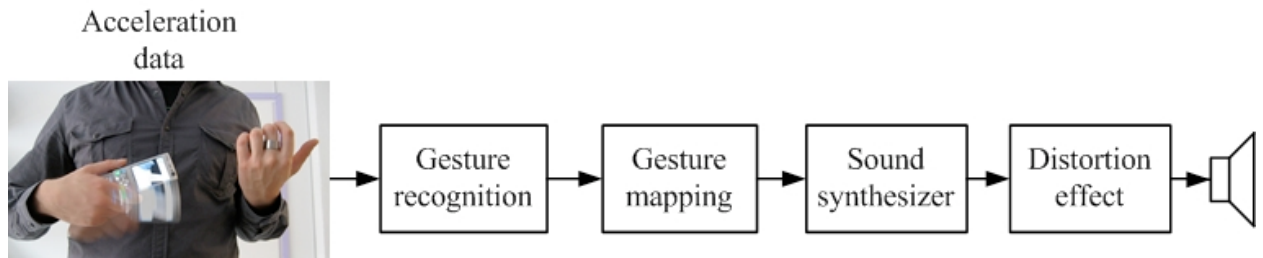 Acceleration
data
Gesture
recognition
Gesture
mapping
Sound
synthesizer
Distortion
effect